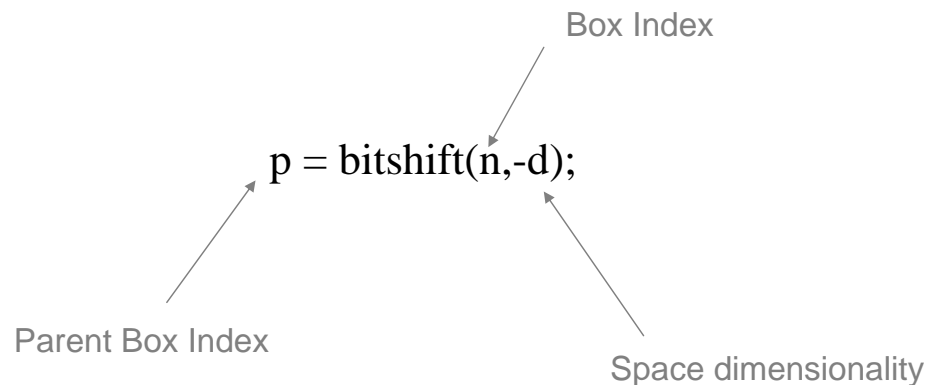 Box Index
p = bitshift(n,-d);
Parent Box Index
Space dimensionality